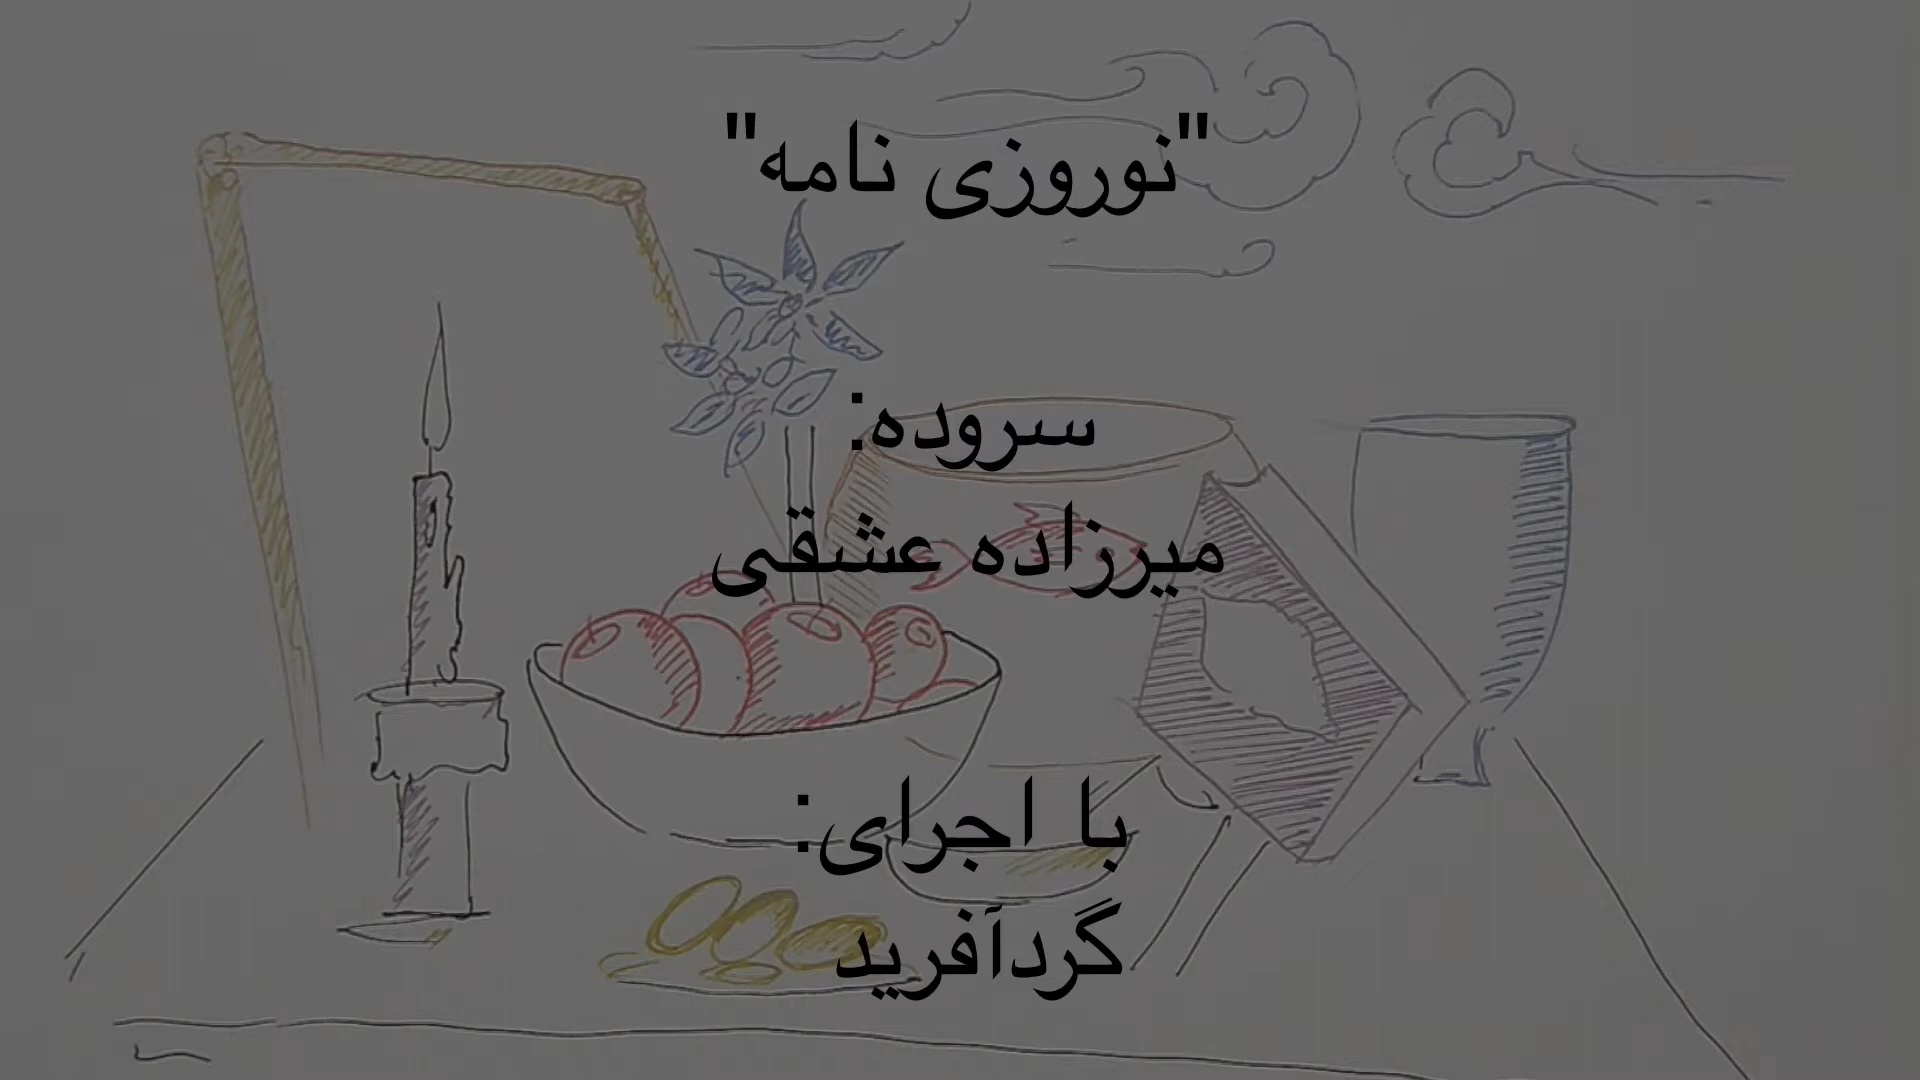 "نوروزی نامه"
سروده:
میرزاده عشقی
با اجرای:
گردآفرید